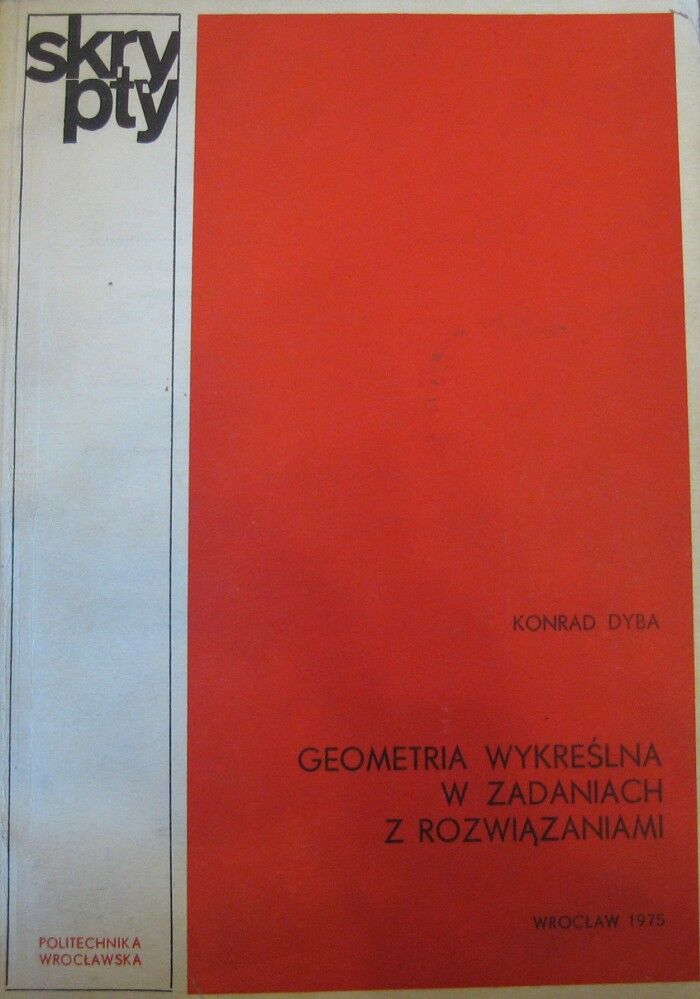 skry
pty
KONRAD DYBA
GEOMETRIA WYKREŚLNA
W ZADANIACH
Z ROZWIĄZANIAMI
WROCŁAW 1975
POLITECHNIKA
WROCŁAWSKA